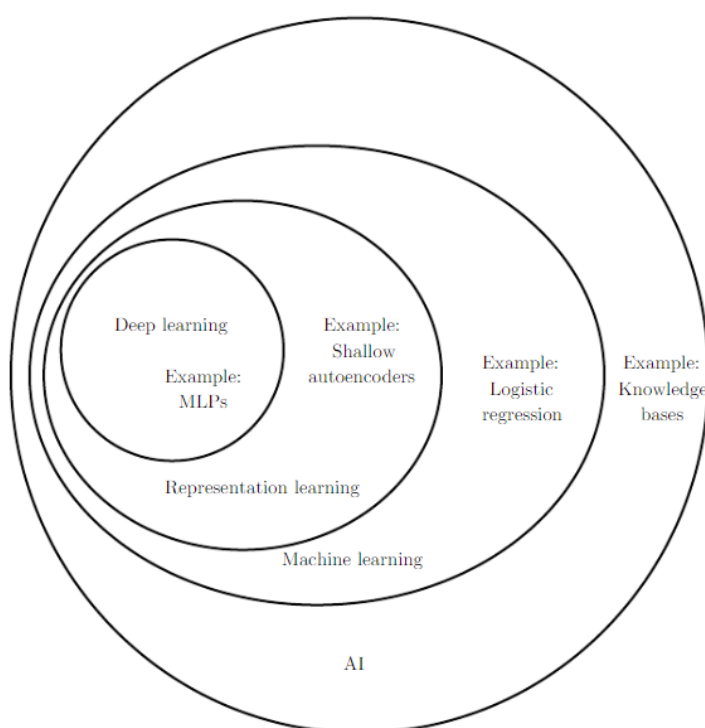 Deep learning
Example:
MLPs
Example:
Shallow
autoencoders
Example:
Logistic
regression
Example:
Knowledge
bases
Representation learning
Machine learning
AI